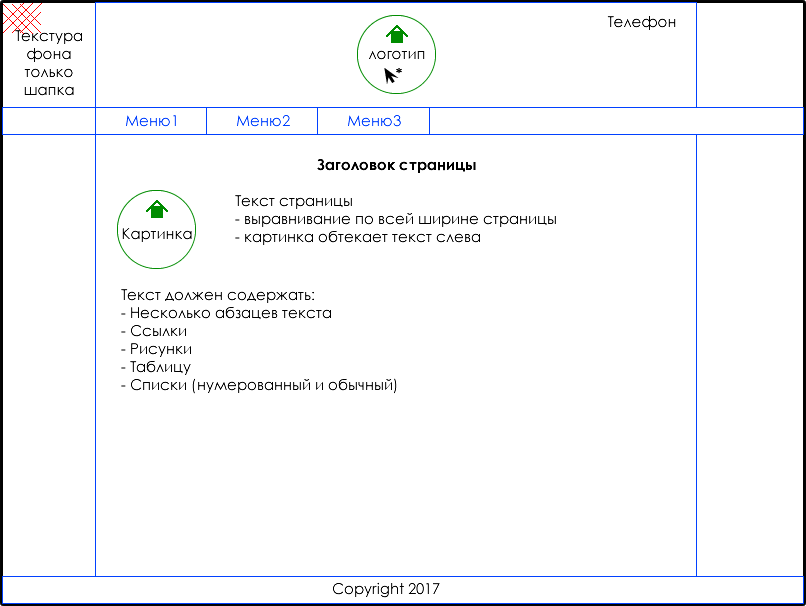 Текстура
фона
только
шапка
логотип
*
Телефон
Меню1
Меню2
Меню3
Заголовок страницы
Картинка
Текст страницы
- выравнивание по всей ширине страницы
- картинка обтекает текст слева
Текст должен содержать:
- Несколько абзацев текста
- Ссылки
- Рисунки
- Таблицу
- Списки (нумерованный и обычный)
Copyright 2017